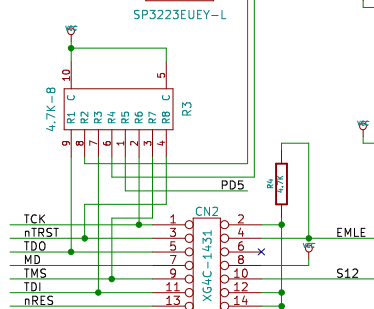 SP3223EUEY-L
VCC
10 5
C C
R1 R2 R3 R4 R5 R6 R7 R8
4.7K-8
R3
9 8 7 6 1 2 3 4
VCC
R4
4.7K
PD5
CN2
XG4C-1431
TCK 1 2
nTRST 3 4 EMLE
TDO 5 6
VCC
MD 7 8
TMS 9 10 S12
TDI 11 12
nRES 13 14